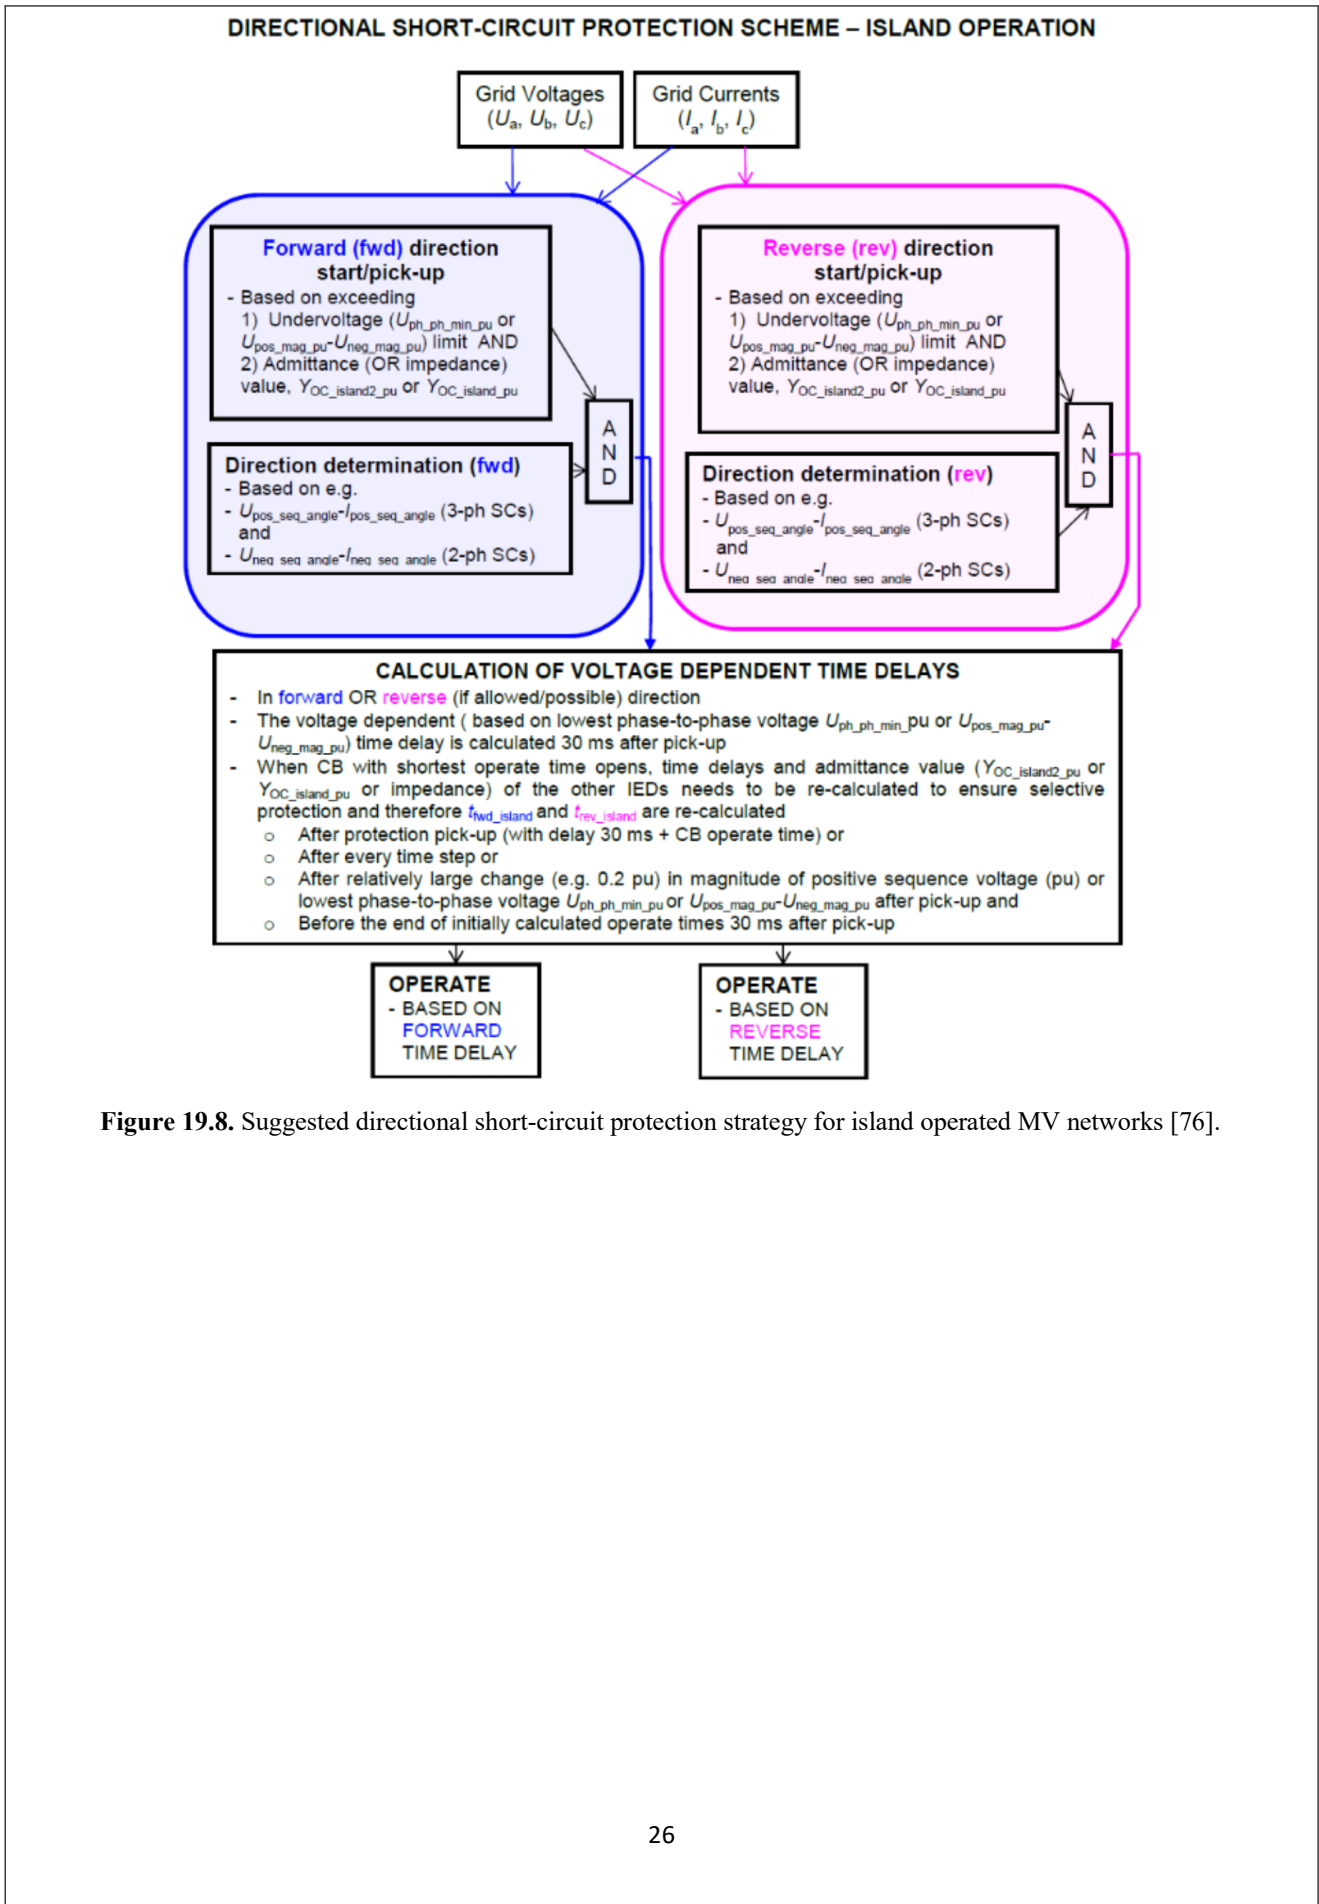 DIRECTIONAL SHORT-CIRCUIT PROTECTION SCHEME – ISLAND OPERATION
Grid Voltages
(Ua, Ub, Uc)
Grid Currents
(Ia, Ib, Ic)
Forward (fwd) direction
start/pick-up
- Based on exceeding
1) Undervoltage (Uph_ph_min_pu or
Upos_mag_pu-Uneg_mag_pu) limit AND
2) Admittance (OR impedance)
value, YOC_island2_pu or YOC_island_pu
Direction determination (fwd)
- Based on e.g.
- Upos_seq_angle-Ipos_seq_angle (3-ph SCs)
and
- Uneg_seq_angle-Ineg_seq_angle (2-ph SCs)
A
N
D
Reverse (rev) direction
start/pick-up
- Based on exceeding
1) Undervoltage (Uph_ph_min_pu or
Upos_mag_pu-Uneg_mag_pu) limit AND
2) Admittance (OR impedance)
value, YOC_island2_pu or YOC_island_pu
Direction determination (rev)
- Based on e.g.
- Upos_seq_angle-Ipos_seq_angle (3-ph SCs)
and
- Uneg_seq_angle-Ineg_seq_angle (2-ph SCs)
A
N
D
CALCULATION OF VOLTAGE DEPENDENT TIME DELAYS
- In forward OR reverse (if allowed/possible) direction
- The voltage dependent ( based on lowest phase-to-phase voltage Uph_ph_min_pu or Upos_mag_pu-
Uneg_mag_pu) time delay is calculated 30 ms after pick-up
- When CB with shortest operate time opens, time delays and admittance value (YOC_island2_pu or
YOC_island_pu or impedance) of the other IEDs needs to be re-calculated to ensure selective
protection and therefore tfwd_island and trev_island are re-calculated
o After protection pick-up (with delay 30 ms + CB operate time) or
o After every time step or
o After relatively large change (e.g. 0.2 pu) in magnitude of positive sequence voltage (pu) or
lowest phase-to-phase voltage Uph_ph_min_pu or Upos_mag_pu-Uneg_mag_pu after pick-up and
o Before the end of initially calculated operate times 30 ms after pick-up
OPERATE
- BASED ON
FORWARD
TIME DELAY
OPERATE
- BASED ON
REVERSE
TIME DELAY
Figure 19.8. Suggested directional short-circuit protection strategy for island operated MV networks [76].
26